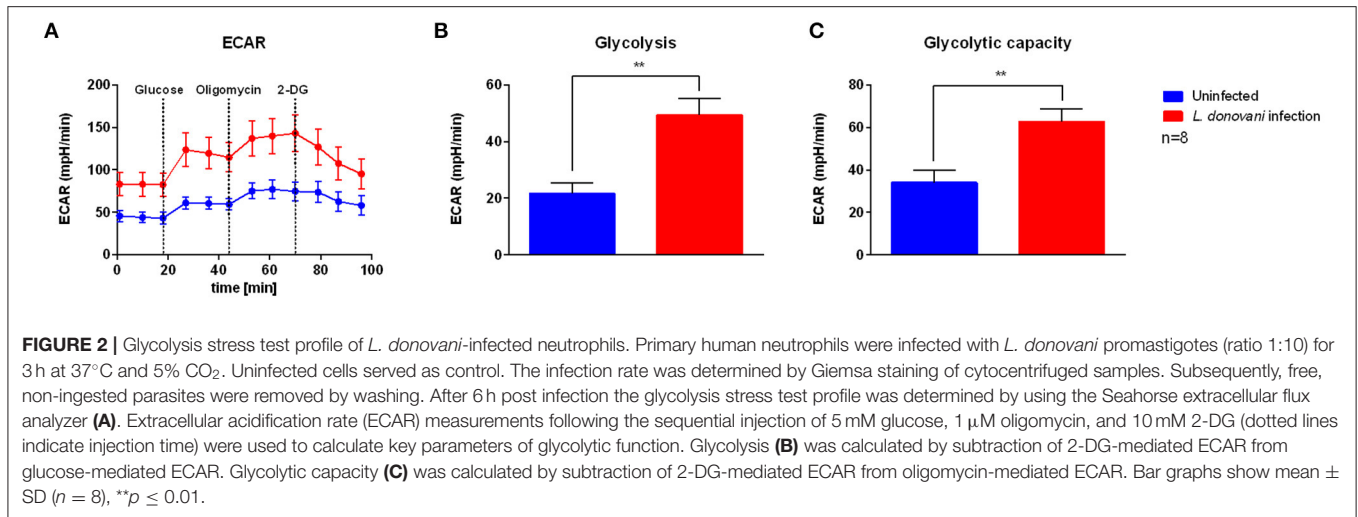 A
ECAR
ECAR (mpH/min)
200
150
100
50
0
Glucose
Oligomycin
2-DG
0 20 40 60 80 100
time [min]
B
Glycolysis
ECAR (mpH/min)
60
40
20
0
**
C
Glycolytic capacity
ECAR (mpH/min)
80
60
40
20
0
**
Uninfected
L. donovani infection
n=8
FIGURE 2 | Glycolysis stress test profile of L. donovani-infected neutrophils. Primary human neutrophils were infected with L. donovani promastigotes (ratio 1:10) for
3 h at 37°C and 5% CO₂. Uninfected cells served as control. The infection rate was determined by Giemsa staining of cytocentrifuged samples. Subsequently, free,
non-ingested parasites were removed by washing. After 6 h post infection the glycolysis stress test profile was determined by using the Seahorse extracellular flux
analyzer (A). Extracellular acidification rate (ECAR) measurements following the sequential injection of 5 mM glucose, 1 μM oligomycin, and 10 mM 2-DG (dotted lines
indicate injection time) were used to calculate key parameters of glycolytic function. Glycolysis (B) was calculated by subtraction of 2-DG-mediated ECAR from
glucose-mediated ECAR. Glycolytic capacity (C) was calculated by subtraction of 2-DG-mediated ECAR from oligomycin-mediated ECAR. Bar graphs show mean ±
SD (n = 8), **p ≤ 0.01.